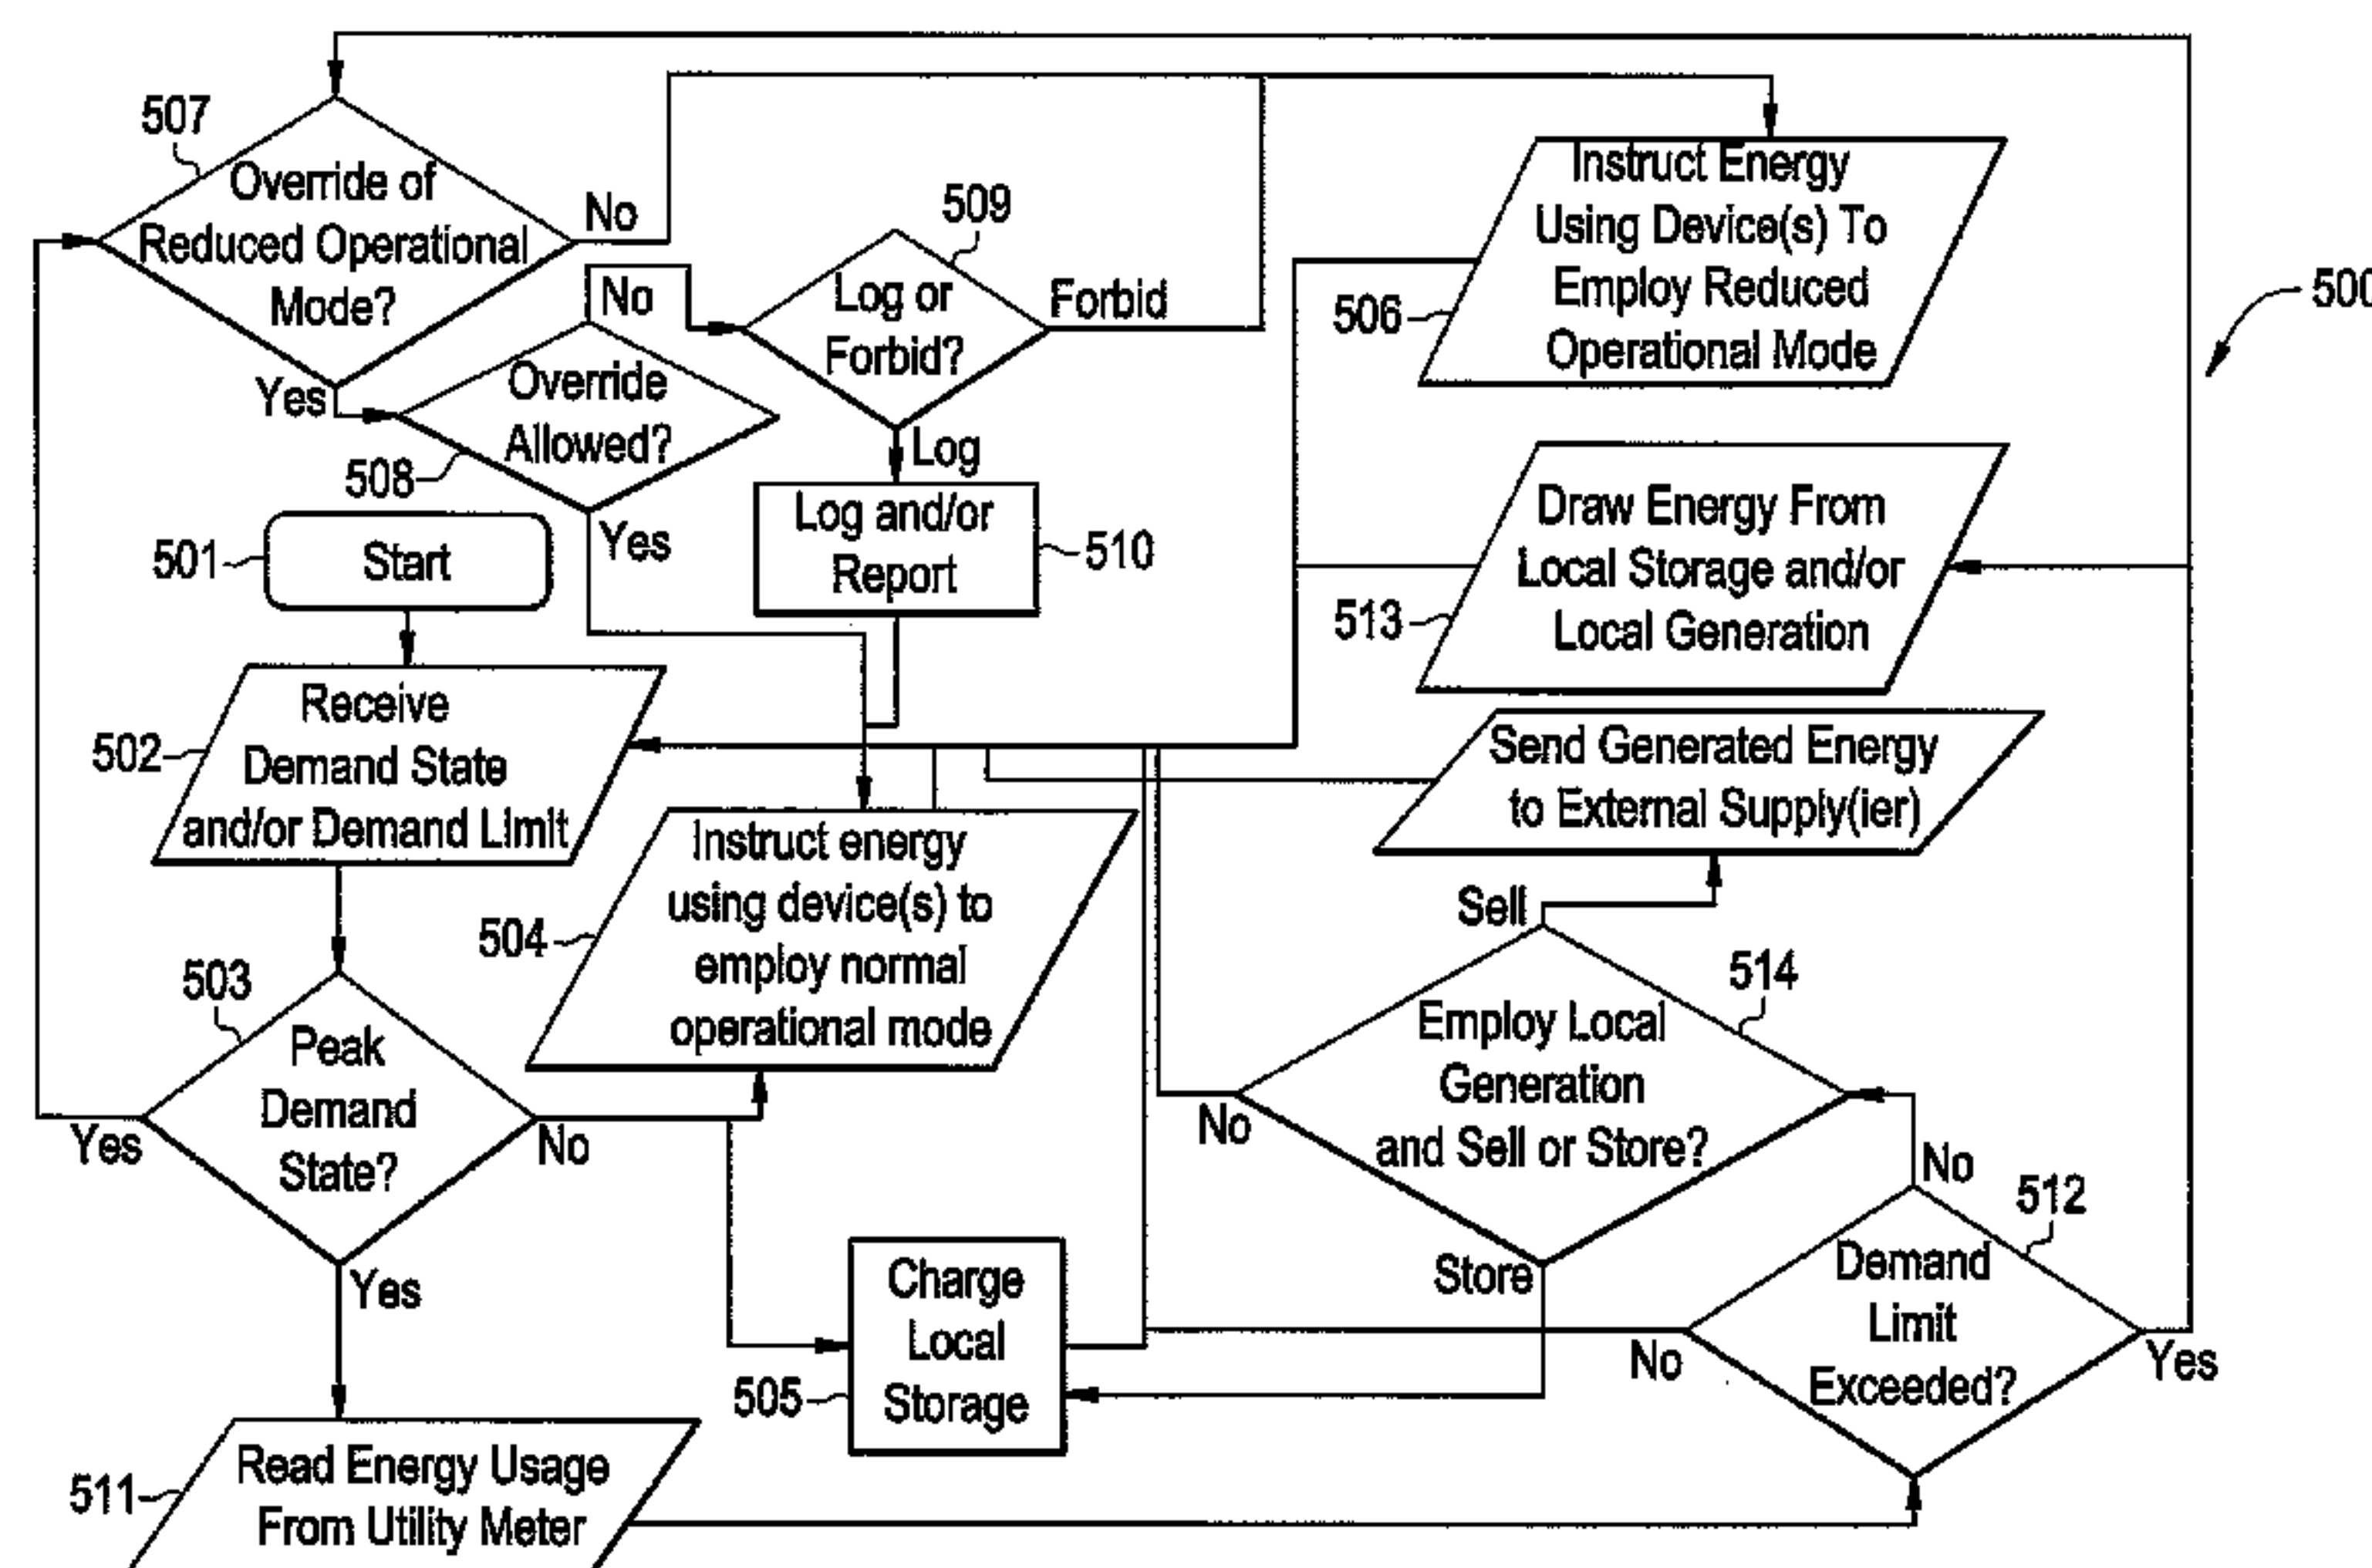 507
Override of
Reduced Operational
Mode?
No
Yes
509
Log or
Forbid?
Forbid
Log
No
Override
Allowed?
508
Yes
Log and/or
Report
510
Instruct Energy
Using Device(s) To
Employ Reduced
Operational Mode
506
500
501
Start
Draw Energy From
Local Storage and/or
Local Generation
513
502
Receive
Demand State
and/or Demand Limit
Send Generated Energy
to External Supply(ier)
504
Instruct energy
using device(s) to
employ normal
operational mode
Sell
514
Employ Local
Generation
and Sell or Store?
No
Store
503
Peak
Demand
State?
Yes
No
Yes
No
512
Demand
Limit
Exceeded?
No
Yes
Charge
Local
Storage
505
511
Read Energy Usage
From Utility Meter